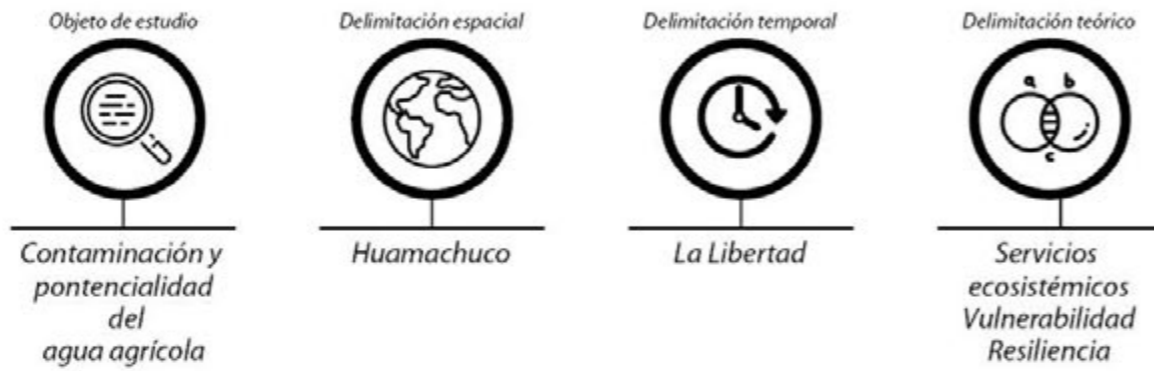 Objeto de estudio
Delimitación espacial
Delimitación temporal
Delimitación teórico
a b
c
Contaminación y
pontencialidad
del
agua agrícola
Huamachuco
La Libertad
Servicios
ecosistémicos
Vulnerabilidad
Resiliencia